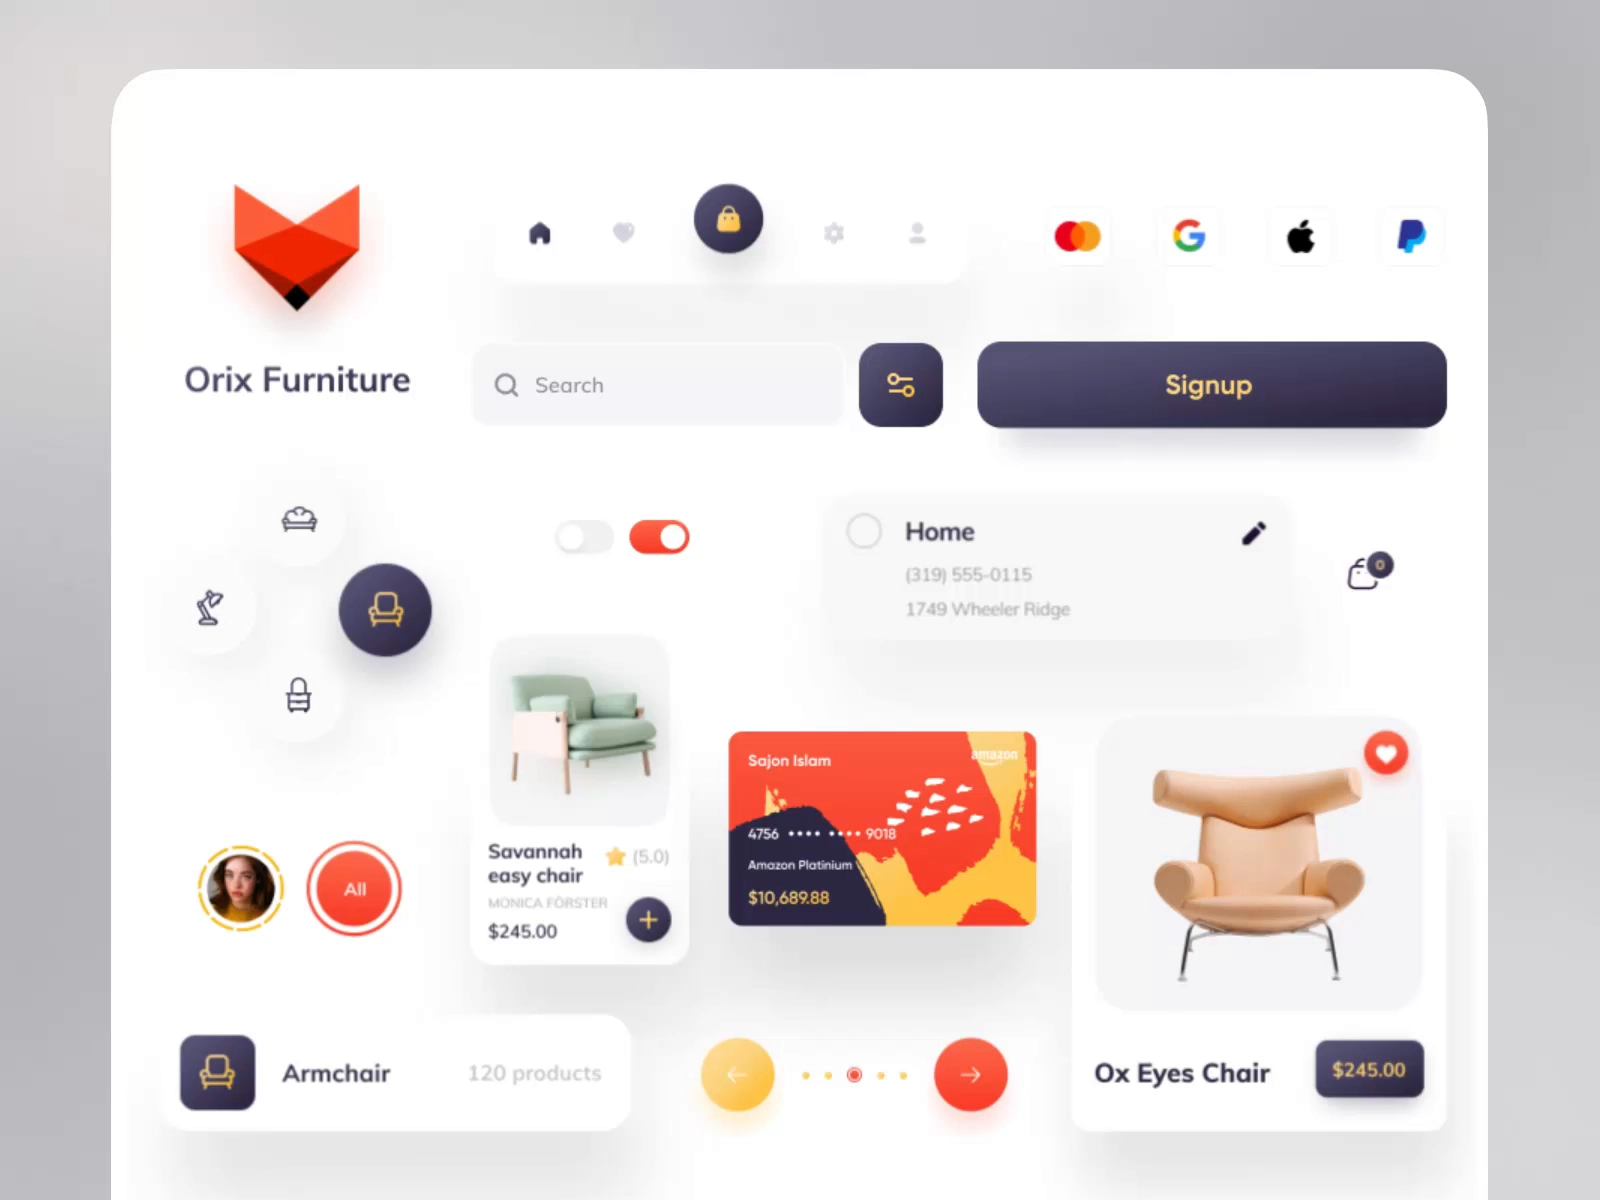 Orix Furniture
Search
Signup
Home
(319) 555-0115
1749 Wheeler Ridge
0
Sajon Islam
amazon
4756 •••• •••• 9018
Amazon Platinium
$10,689.88
Savannah
easy chair
(5.0)
MONICA FÖRSTER
$245.00
All
Armchair
120 products
Ox Eyes Chair
$245.00